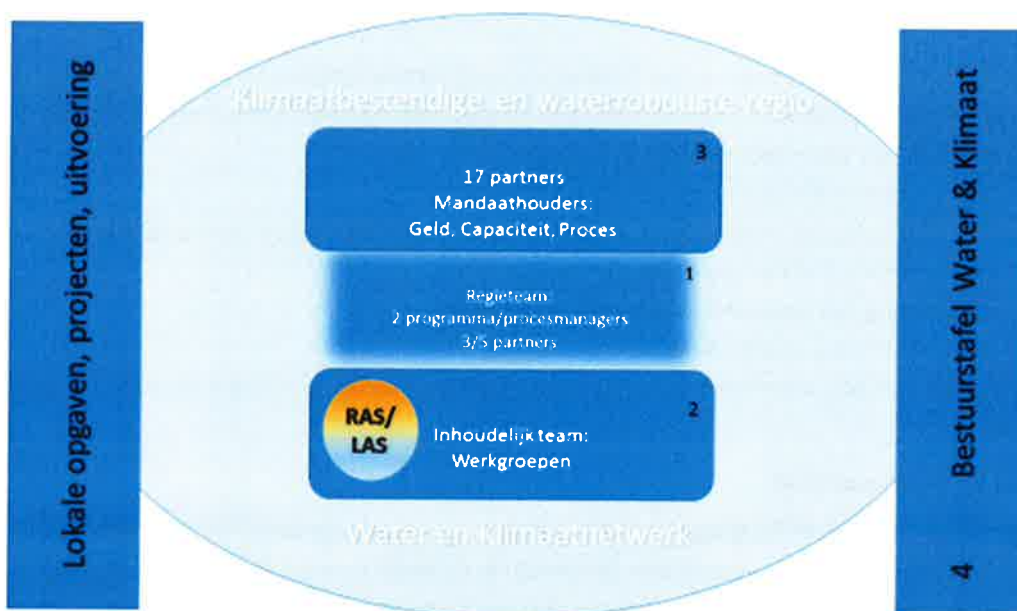 Lokale opgaven, projecten, uitvoering
Klimaatbestendige en waterrobuuste regio
3
17 partners
Mandaathouders:
Geld, Capaciteit, Proces
1
Regieteam:
2 programma/procesmanagers
3/5 partners
2
RAS/
LAS
Inhoudelijk team:
Werkgroepen
Water en Klimaatnetwerk
4 Bestuurstafel Water & Klimaat